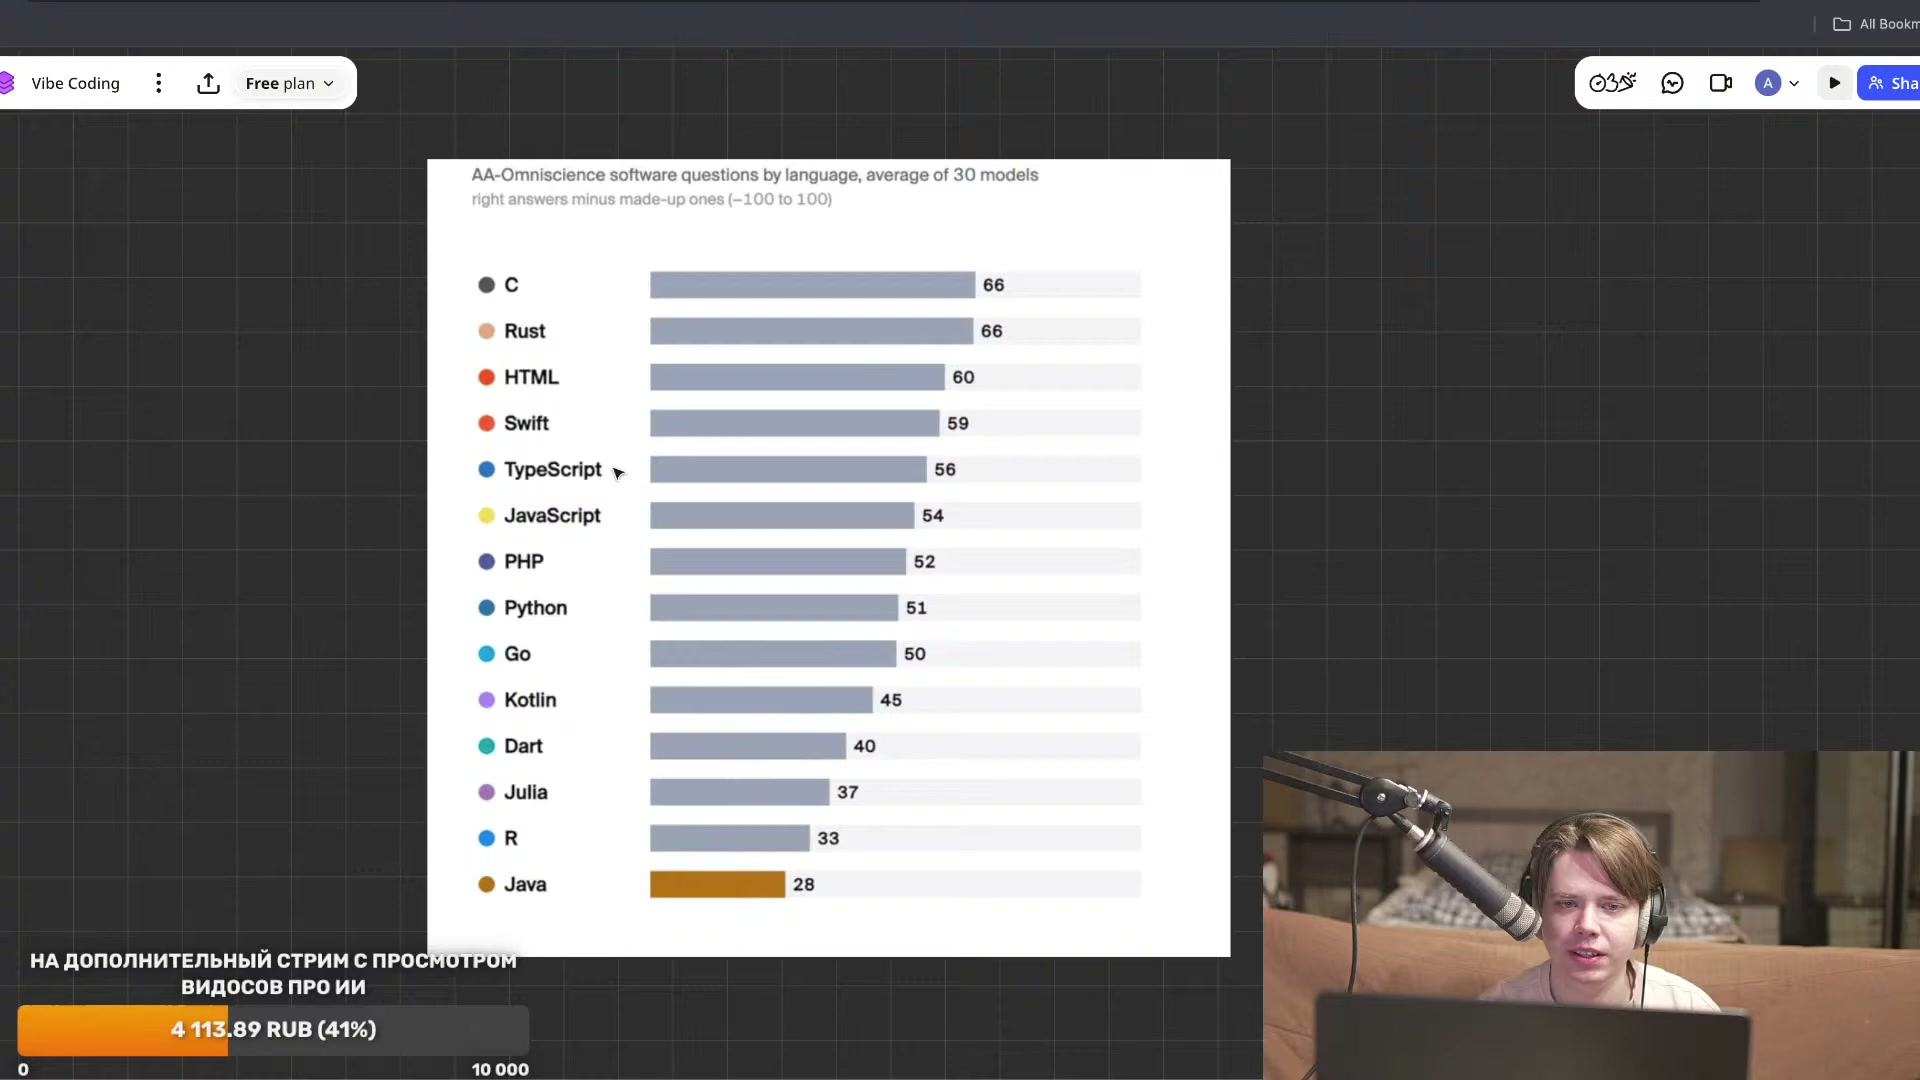 All Bookm
Vibe Coding
Free plan
A
Sha
AA-Omniscience software questions by language, average of 30 models
right answers minus made-up ones (−100 to 100)
C 66
Rust 66
HTML 60
Swift 59
TypeScript 56
JavaScript 54
PHP 52
Python 51
Go 50
Kotlin 45
Dart 40
Julia 37
R 33
Java 28
НА ДОПОЛНИТЕЛЬНЫЙ СТРИМ С ПРОСМОТРОМ
ВИДОСОВ ПРО ИИ
4 113.89 RUB (41%)
0 10 000